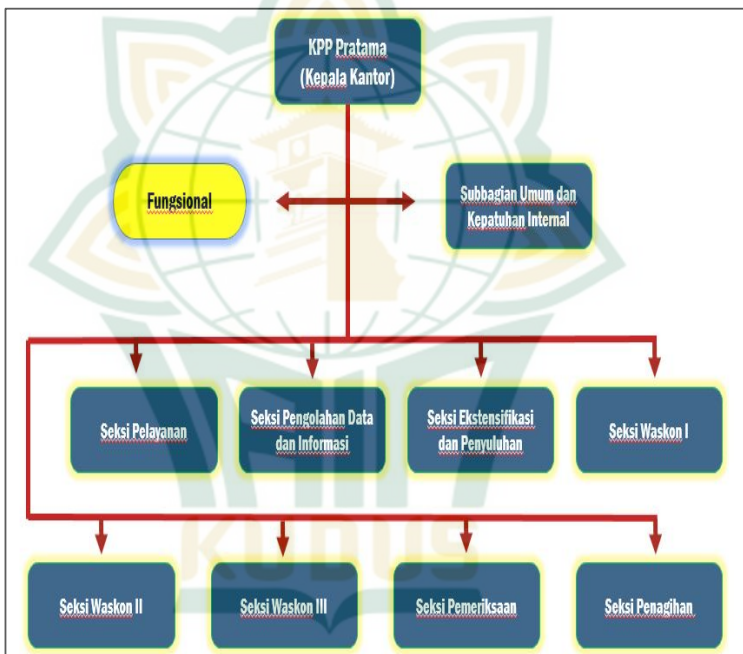 KPP Pratama
(Kepala Kantor)
Fungsional
Subbagian Umum dan
Kepatuhan Internal
Seksi Pelayanan
Seksi Pengolahan Data
dan Informasi
Seksi Ekstensifikasi
dan Penyuluhan
Seksi Waskon I
Seksi Waskon II
Seksi Waskon III
Seksi Pemeriksaan
Seksi Penagihan
KUDUS